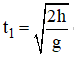 t₁ = √(2h/g)